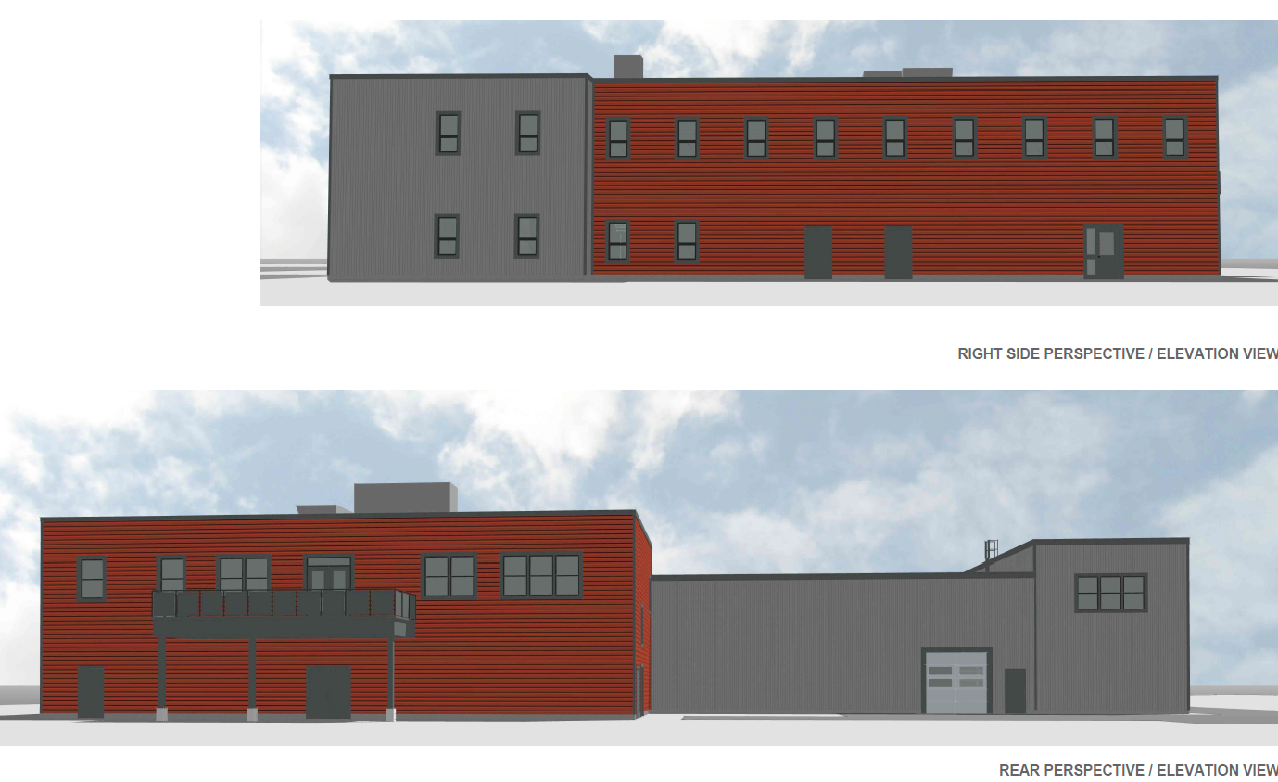 RIGHT SIDE PERSPECTIVE / ELEVATION VIEW
REAR PERSPECTIVE / ELEVATION VIEW